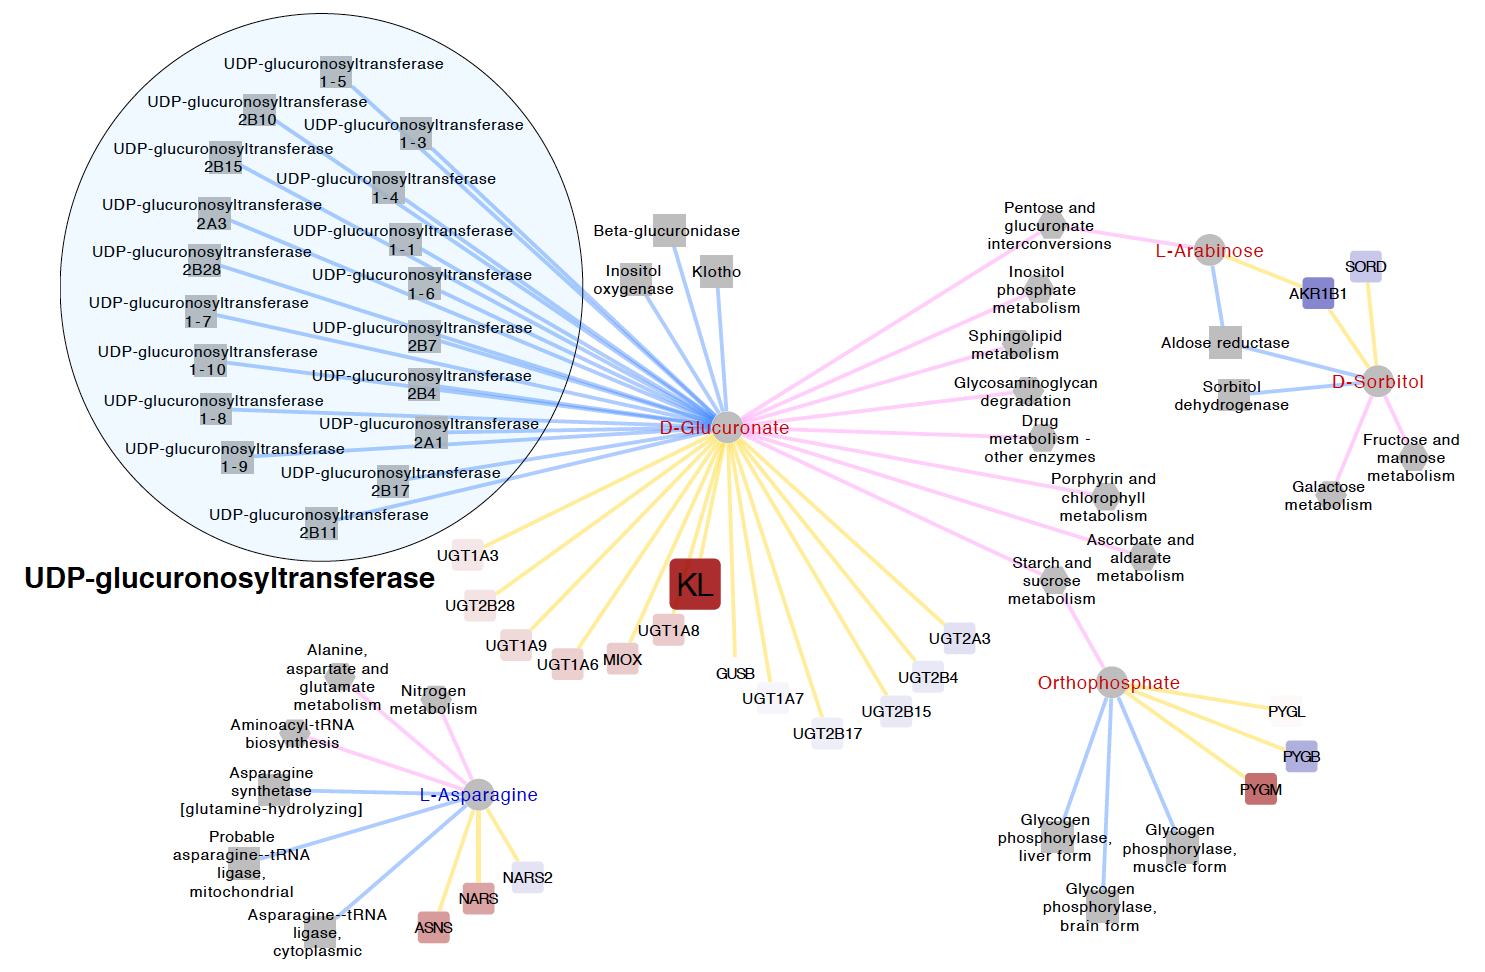 UDP-glucuronosyltransferase
1-5
UDP-glucuronosyltransferase
2B10
UDP-glucuronosyltransferase
1-3
UDP-glucuronosyltransferase
2B15
UDP-glucuronosyltransferase
1-4
UDP-glucuronosyltransferase
2A3
UDP-glucuronosyltransferase
1-1
UDP-glucuronosyltransferase
2B28
UDP-glucuronosyltransferase
1-6
UDP-glucuronosyltransferase
1-7
UDP-glucuronosyltransferase
2B7
UDP-glucuronosyltransferase
1-10
UDP-glucuronosyltransferase
2B4
UDP-glucuronosyltransferase
1-8
UDP-glucuronosyltransferase
2A1
UDP-glucuronosyltransferase
1-9
UDP-glucuronosyltransferase
2B17
UDP-glucuronosyltransferase
2B11
UDP-glucuronosyltransferase
Beta-glucuronidase
Inositol
oxygenase
Klotho
D-Glucuronate
Pentose and
glucuronate
interconversions
Inositol
phosphate
metabolism
Sphingolipid
metabolism
Glycosaminoglycan
degradation
Drug
metabolism -
other enzymes
Porphyrin and
chlorophyll
metabolism
Ascorbate and
aldarate
metabolism
Starch and
sucrose
metabolism
L-Arabinose
SORD
AKR1B1
Aldose reductase
D-Sorbitol
Sorbitol
dehydrogenase
Fructose and
mannose
metabolism
Galactose
metabolism
UGT1A3
UGT2B28
UGT1A9
UGT1A6
MIOX
UGT1A8
KL
GUSB
UGT1A7
UGT2B17
UGT2B15
UGT2B4
UGT2A3
Orthophosphate
PYGL
PYGB
PYGM
Glycogen
phosphorylase,
liver form
Glycogen
phosphorylase,
muscle form
Glycogen
phosphorylase,
brain form
Alanine,
aspartate and
glutamate
metabolism
Nitrogen
metabolism
Aminoacyl-tRNA
biosynthesis
Asparagine
synthetase
[glutamine-hydrolyzing]
L-Asparagine
Probable
asparagine--tRNA
ligase,
mitochondrial
Asparagine--tRNA
ligase,
cytoplasmic
NARS2
NARS
ASNS